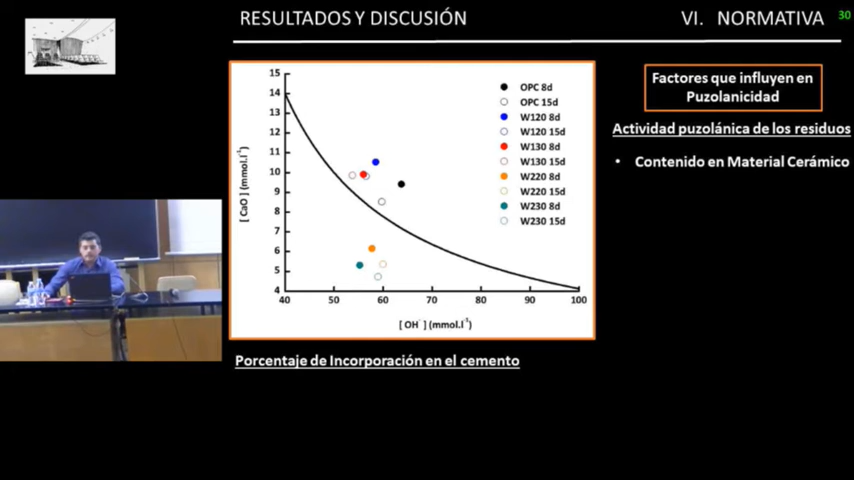 RESULTADOS Y DISCUSIÓN
VI. NORMATIVA
30
15
14
13
12
11
10
9
8
7
6
5
4
[ CaO ] (mmol.l⁻¹)
40
50
60
70
80
90
100
[ OH⁻ ] (mmol.l⁻¹)
OPC 8d
OPC 15d
W120 8d
W120 15d
W130 8d
W130 15d
W220 8d
W220 15d
W230 8d
W230 15d
Factores que influyen en
Puzolanicidad
Actividad puzolánica de los residuos
• Contenido en Material Cerámico
Porcentaje de Incorporación en el cemento